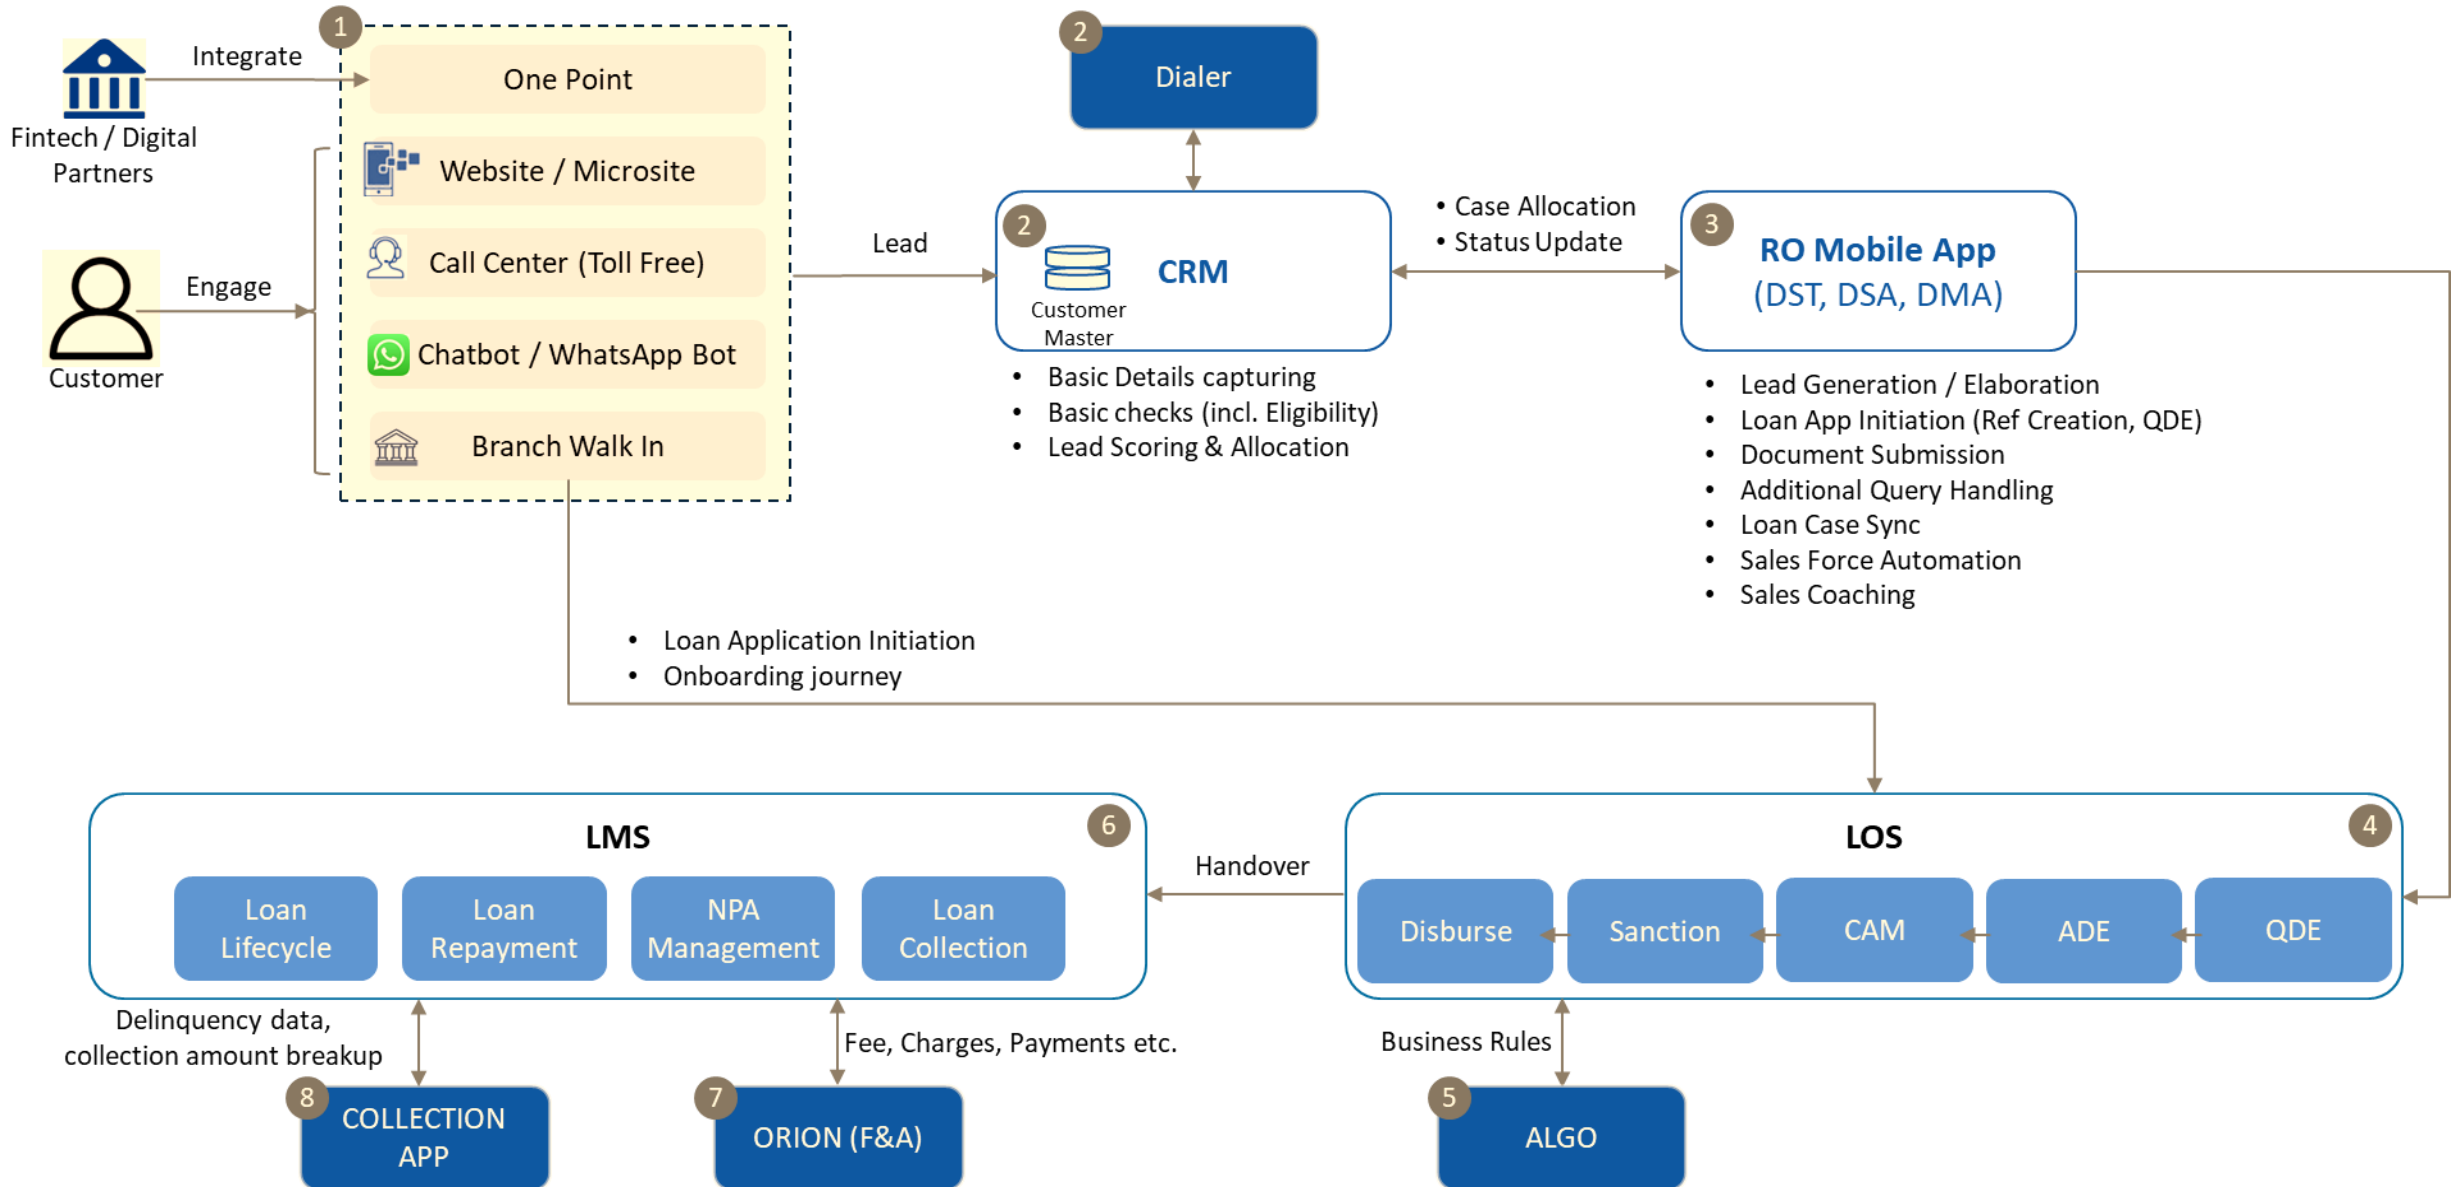 1
Integrate
One Point
Fintech / Digital
Partners
Website / Microsite
Call Center (Toll Free)
Engage
Customer
Chatbot / WhatsApp Bot
Branch Walk In
2
Dialer
Lead
2
CRM
Customer
Master
• Basic Details capturing
• Basic checks (incl. Eligibility)
• Lead Scoring & Allocation
• Case Allocation
• Status Update
3
RO Mobile App
(DST, DSA, DMA)
• Lead Generation / Elaboration
• Loan App Initiation (Ref Creation, QDE)
• Document Submission
• Additional Query Handling
• Loan Case Sync
• Sales Force Automation
• Sales Coaching
• Loan Application Initiation
• Onboarding journey
LMS
6
Loan
Lifecycle
Loan
Repayment
NPA
Management
Loan
Collection
Handover
LOS
4
Disburse
Sanction
CAM
ADE
QDE
Delinquency data,
collection amount breakup
Fee, Charges, Payments etc.
Business Rules
8
COLLECTION
APP
7
ORION (F&A)
5
ALGO